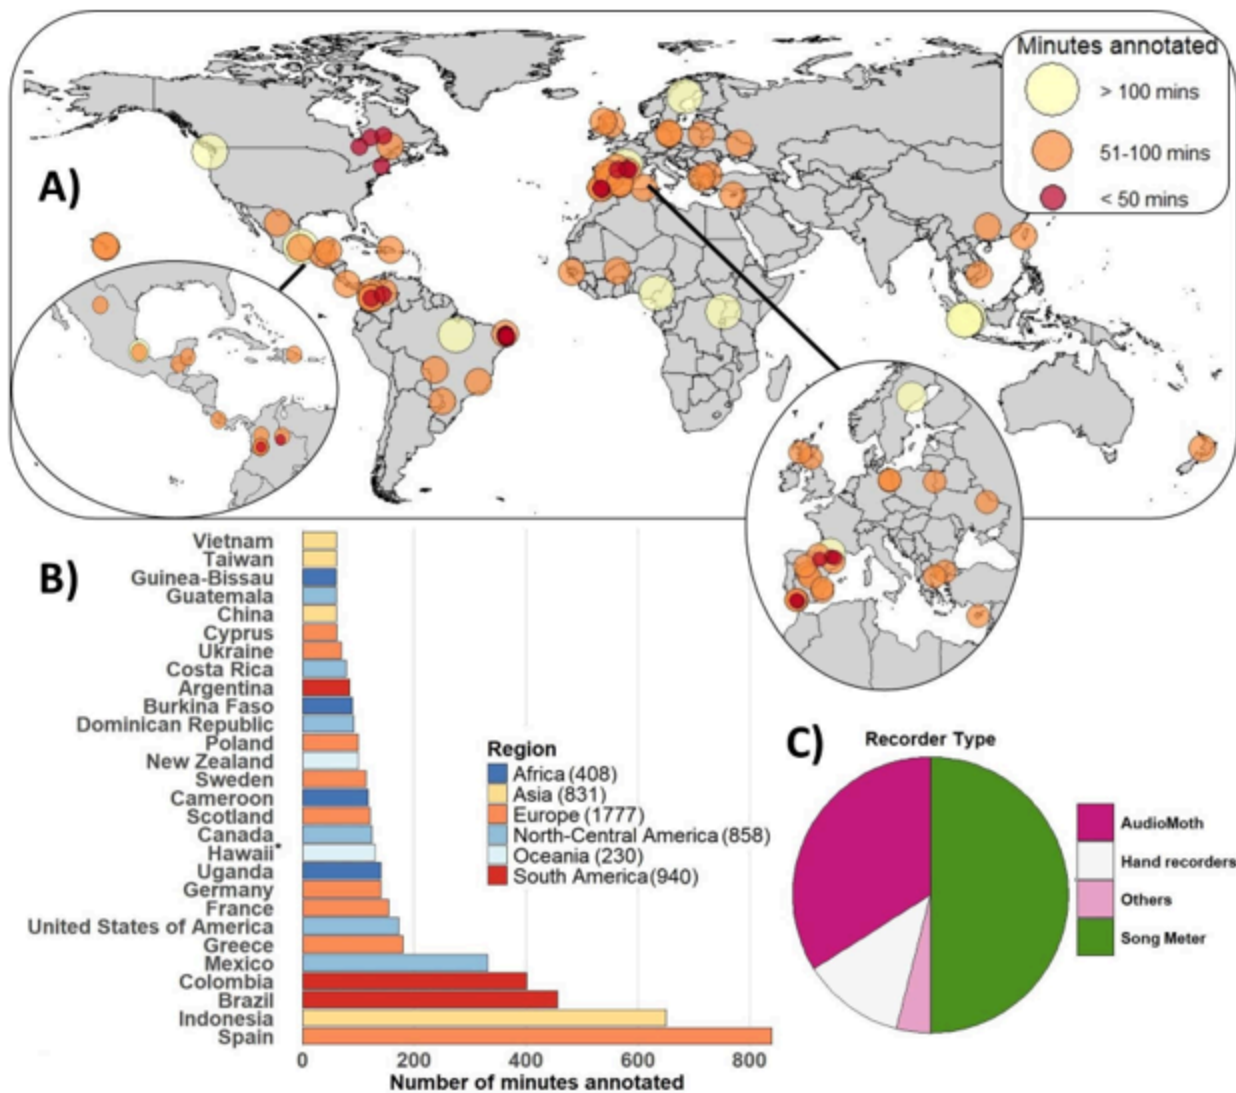 A)
Minutes annotated
> 100 mins
51-100 mins
< 50 mins
B)
Vietnam
Taiwan
Guinea-Bissau
Guatemala
China
Cyprus
Ukraine
Costa Rica
Argentina
Burkina Faso
Dominican Republic
Poland
New Zealand
Sweden
Cameroon
Scotland
Canada
Hawaii*
Uganda
Germany
France
United States of America
Greece
Mexico
Colombia
Brazil
Indonesia
Spain
0 200 400 600 800
Number of minutes annotated
Region
Africa (408)
Asia (831)
Europe (1777)
North-Central America (858)
Oceania (230)
South America (940)
C)
Recorder Type
AudioMoth
Hand recorders
Others
Song Meter